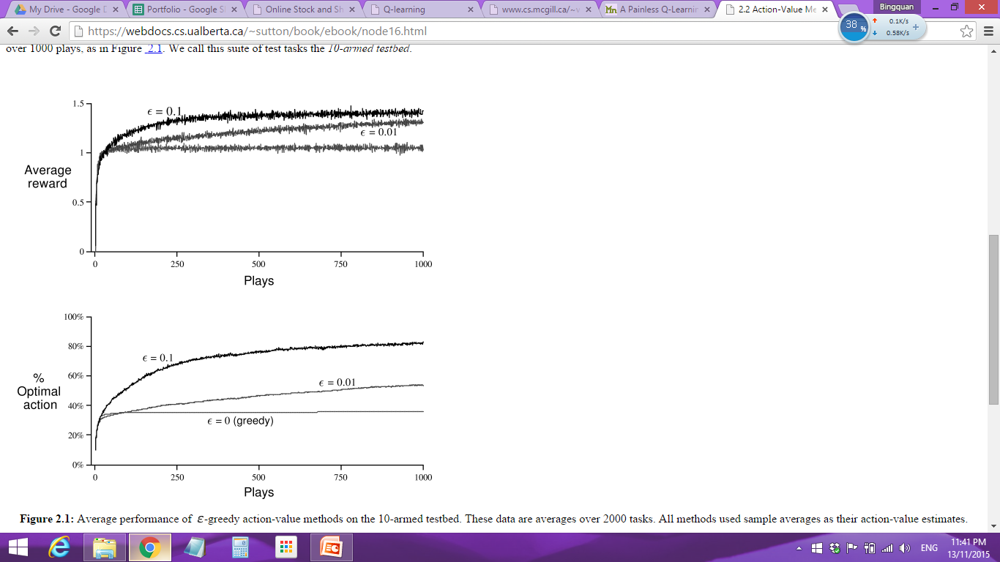 My Drive - Google D
Portfolio - Google S
Online Stock and Sh
Q-learning
www.cs.mcgill.ca/~v
A Painless Q-Learnin
2.2 Action-Value Me
Bingquan
https://webdocs.cs.ualberta.ca/~sutton/book/ebook/node16.html
38 %
0.1K/s
0.58K/s
over 1000 plays, as in Figure 2.1. We call this suite of test tasks the 10-armed testbed.
1.5
ϵ = 0.1
ϵ = 0.01
1
Average
reward
0.5
0
0 250 500 750 1000
Plays
100%
80%
ϵ = 0.1
60%
%
Optimal
action
ϵ = 0.01
40%
ϵ = 0 (greedy)
20%
0%
0 250 500 750 1000
Plays
Figure 2.1: Average performance of ε-greedy action-value methods on the 10-armed testbed. These data are averages over 2000 tasks. All methods used sample averages as their action-value estimates.
ENG
11:41 PM
13/11/2015